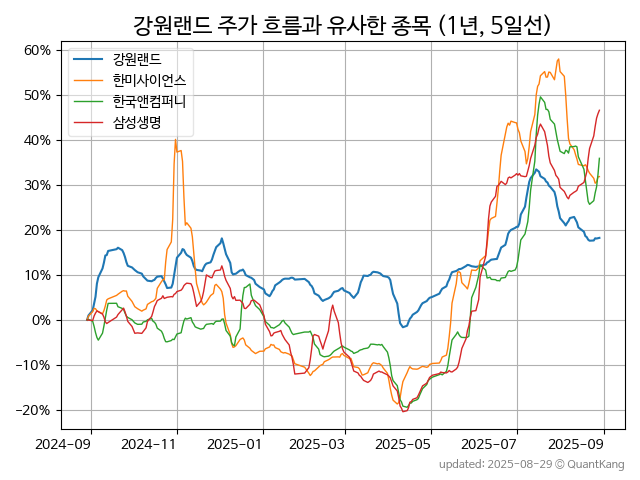 강원랜드 주가 흐름과 유사한 종목 (1년, 5일선)
60%
50%
40%
30%
20%
10%
0%
−10%
−20%
강원랜드
한미사이언스
한국앤컴퍼니
삼성생명
2024-09
2024-11
2025-01
2025-03
2025-05
2025-07
2025-09
updated: 2025-08-29 © QuantKang